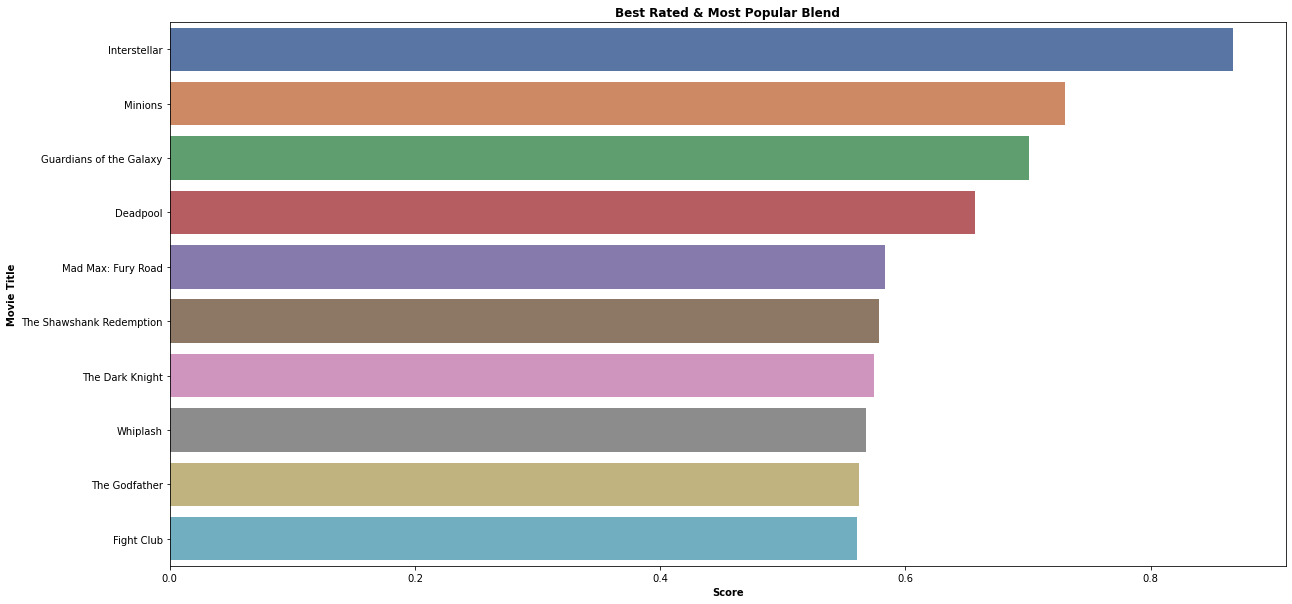 Best Rated & Most Popular Blend
Movie Title
Interstellar
Minions
Guardians of the Galaxy
Deadpool
Mad Max: Fury Road
The Shawshank Redemption
The Dark Knight
Whiplash
The Godfather
Fight Club
0.0 0.2 0.4 0.6 0.8
Score